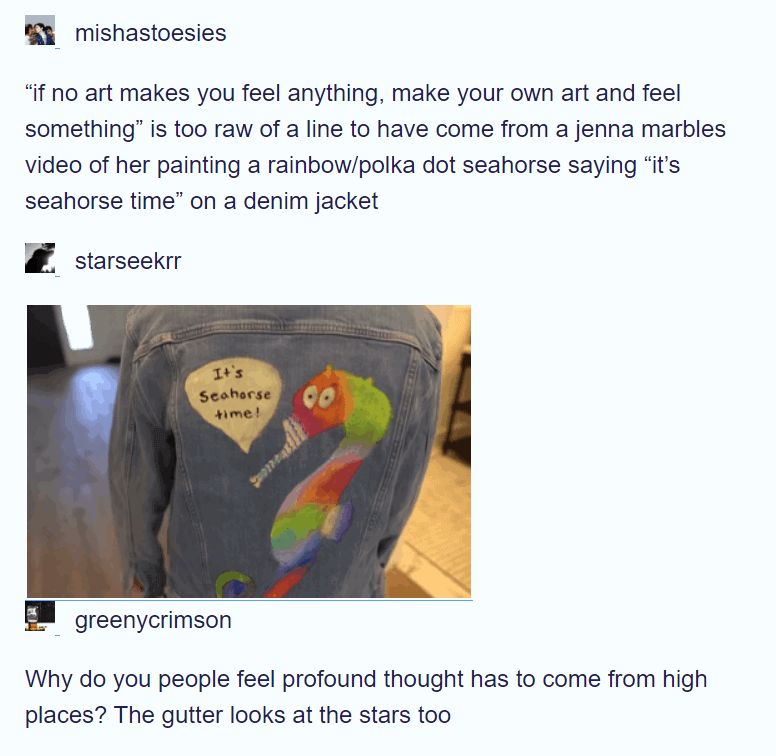 mishastoesies
“if no art makes you feel anything, make your own art and feel
something” is too raw of a line to have come from a jenna marbles
video of her painting a rainbow/polka dot seahorse saying “it’s
seahorse time” on a denim jacket
starseekrr
It's
Seahorse
time!
greenycrimson
Why do you people feel profound thought has to come from high
places? The gutter looks at the stars too